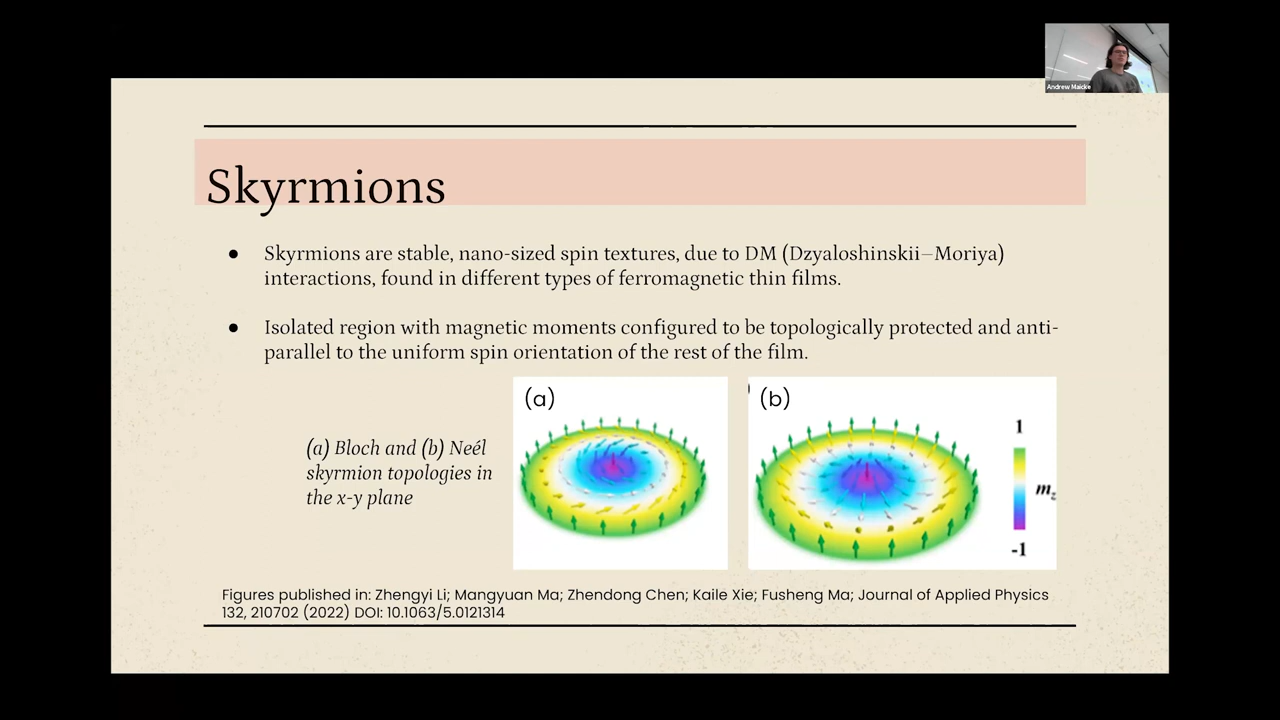 Andrew Maicke
Skyrmions
● Skyrmions are stable, nano-sized spin textures, due to DM (Dzyaloshinskii–Moriya)
interactions, found in different types of ferromagnetic thin films.
● Isolated region with magnetic moments configured to be topologically protected and anti-
parallel to the uniform spin orientation of the rest of the film.
(a) Bloch and (b) Neél
skyrmion topologies in
the x-y plane
(a)
(b)
1
mz
-1
Figures published in: Zhengyi Li; Mangyuan Ma; Zhendong Chen; Kaile Xie; Fusheng Ma; Journal of Applied Physics
132, 210702 (2022) DOI: 10.1063/5.0121314